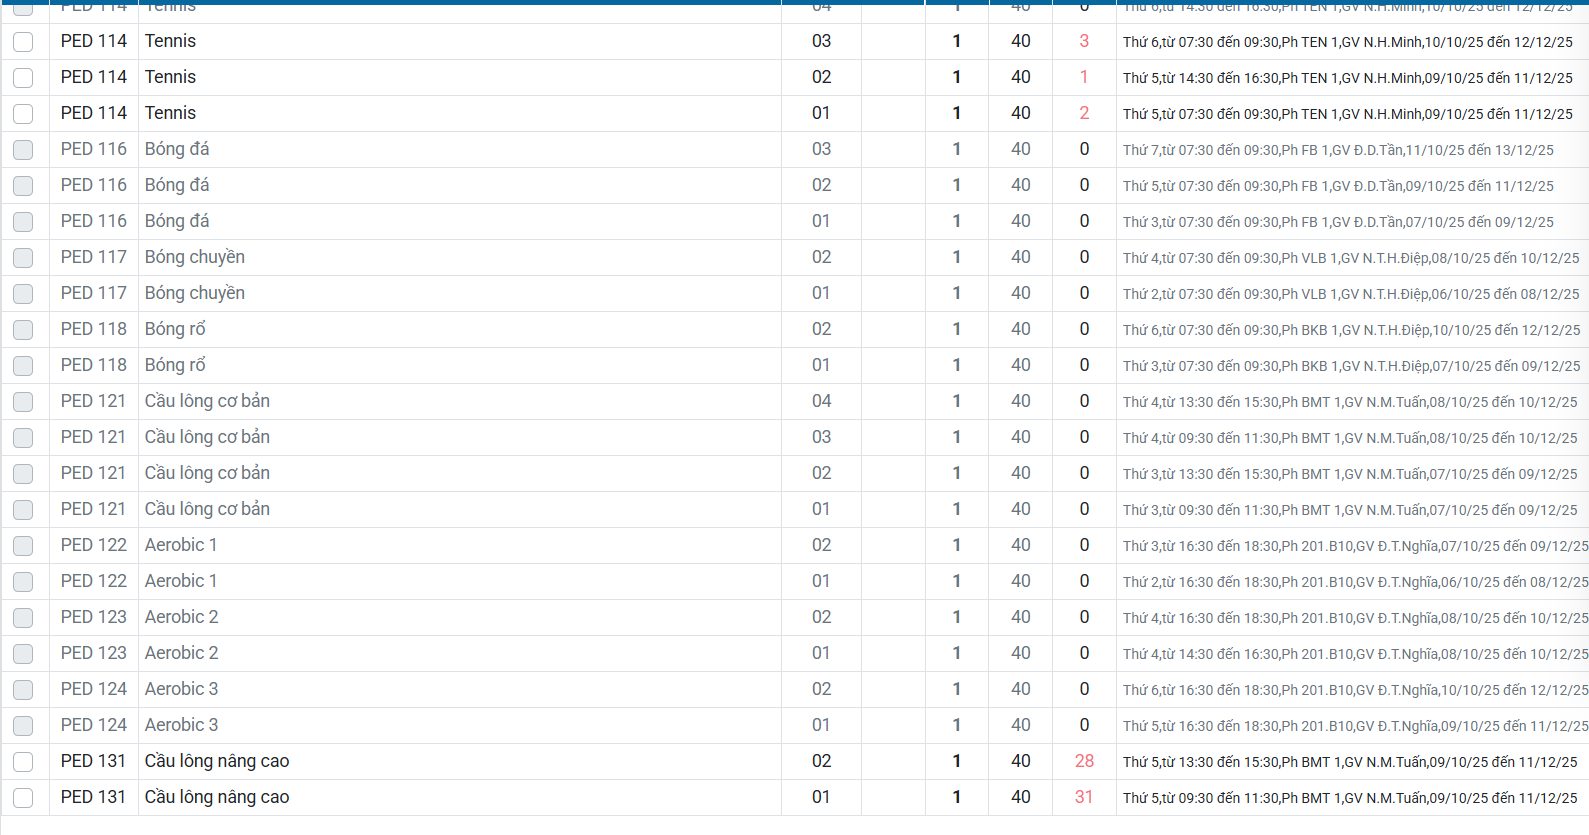 PED 114 Tennis 04 1 40 0 Thứ 6,từ 14:30 đến 16:30,Ph TEN 1,GV N.H.Minh,10/10/25 đến 12/12/25
PED 114 Tennis 03 1 40 3 Thứ 6,từ 07:30 đến 09:30,Ph TEN 1,GV N.H.Minh,10/10/25 đến 12/12/25
PED 114 Tennis 02 1 40 1 Thứ 5,từ 14:30 đến 16:30,Ph TEN 1,GV N.H.Minh,09/10/25 đến 11/12/25
PED 114 Tennis 01 1 40 2 Thứ 5,từ 07:30 đến 09:30,Ph TEN 1,GV N.H.Minh,09/10/25 đến 11/12/25
PED 116 Bóng đá 03 1 40 0 Thứ 7,từ 07:30 đến 09:30,Ph FB 1,GV Đ.D.Tần,11/10/25 đến 13/12/25
PED 116 Bóng đá 02 1 40 0 Thứ 5,từ 07:30 đến 09:30,Ph FB 1,GV Đ.D.Tần,09/10/25 đến 11/12/25
PED 116 Bóng đá 01 1 40 0 Thứ 3,từ 07:30 đến 09:30,Ph FB 1,GV Đ.D.Tần,07/10/25 đến 09/12/25
PED 117 Bóng chuyền 02 1 40 0 Thứ 4,từ 07:30 đến 09:30,Ph VLB 1,GV N.T.H.Điệp,08/10/25 đến 10/12/25
PED 117 Bóng chuyền 01 1 40 0 Thứ 2,từ 07:30 đến 09:30,Ph VLB 1,GV N.T.H.Điệp,06/10/25 đến 08/12/25
PED 118 Bóng rổ 02 1 40 0 Thứ 6,từ 07:30 đến 09:30,Ph BKB 1,GV N.T.H.Điệp,10/10/25 đến 12/12/25
PED 118 Bóng rổ 01 1 40 0 Thứ 3,từ 07:30 đến 09:30,Ph BKB 1,GV N.T.H.Điệp,07/10/25 đến 09/12/25
PED 121 Cầu lông cơ bản 04 1 40 0 Thứ 4,từ 13:30 đến 15:30,Ph BMT 1,GV N.M.Tuấn,08/10/25 đến 10/12/25
PED 121 Cầu lông cơ bản 03 1 40 0 Thứ 4,từ 09:30 đến 11:30,Ph BMT 1,GV N.M.Tuấn,08/10/25 đến 10/12/25
PED 121 Cầu lông cơ bản 02 1 40 0 Thứ 3,từ 13:30 đến 15:30,Ph BMT 1,GV N.M.Tuấn,07/10/25 đến 09/12/25
PED 121 Cầu lông cơ bản 01 1 40 0 Thứ 3,từ 09:30 đến 11:30,Ph BMT 1,GV N.M.Tuấn,07/10/25 đến 09/12/25
PED 122 Aerobic 1 02 1 40 0 Thứ 3,từ 16:30 đến 18:30,Ph 201.B10,GV Đ.T.Nghĩa,07/10/25 đến 09/12/25
PED 122 Aerobic 1 01 1 40 0 Thứ 2,từ 16:30 đến 18:30,Ph 201.B10,GV Đ.T.Nghĩa,06/10/25 đến 08/12/25
PED 123 Aerobic 2 02 1 40 0 Thứ 4,từ 16:30 đến 18:30,Ph 201.B10,GV Đ.T.Nghĩa,08/10/25 đến 10/12/25
PED 123 Aerobic 2 01 1 40 0 Thứ 4,từ 14:30 đến 16:30,Ph 201.B10,GV Đ.T.Nghĩa,08/10/25 đến 10/12/25
PED 124 Aerobic 3 02 1 40 0 Thứ 6,từ 16:30 đến 18:30,Ph 201.B10,GV Đ.T.Nghĩa,10/10/25 đến 12/12/25
PED 124 Aerobic 3 01 1 40 0 Thứ 5,từ 16:30 đến 18:30,Ph 201.B10,GV Đ.T.Nghĩa,09/10/25 đến 11/12/25
PED 131 Cầu lông nâng cao 02 1 40 28 Thứ 5,từ 13:30 đến 15:30,Ph BMT 1,GV N.M.Tuấn,09/10/25 đến 11/12/25
PED 131 Cầu lông nâng cao 01 1 40 31 Thứ 5,từ 09:30 đến 11:30,Ph BMT 1,GV N.M.Tuấn,09/10/25 đến 11/12/25